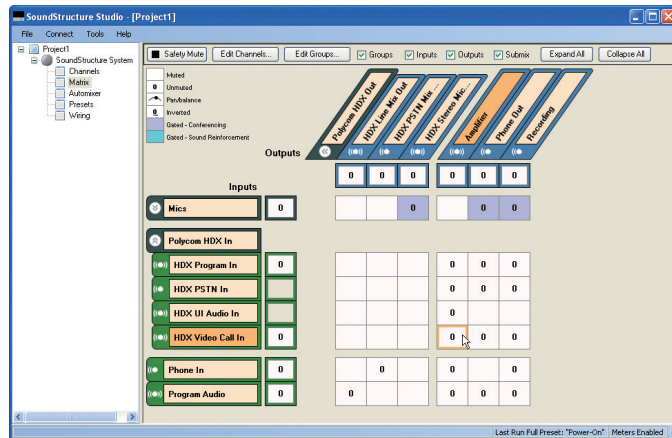 SoundStructure Studio - [Project1]
File Connect Tools Help
Project1
SoundStructure System
Channels
Matrix
Automixer
Presets
Wiring
Safety Mute Edit Channels... Edit Groups... Groups Inputs Outputs Submix Expand All Collapse All
Muted
0 Unmuted
Pan/balance
0 Inverted
Gated - Conferencing
Gated - Sound Reinforcement
Outputs
Polycom HDX Out
HDX Line Mix Out
HDX PSTN Mix ...
HDX Stereo Mic...
Amplifier
Phone Out
Recording
0 0 0 0 0 0
Inputs
Mics 0 0 0 0
Polycom HDX In
HDX Program In 0 0 0 0
HDX PSTN In 0 0 0
HDX UI Audio In 0
HDX Video Call In 0 0 0 0
Phone In 0 0 0 0
Program Audio 0 0 0 0 0
Last Run Full Preset: "Power-On" Meters Enabled